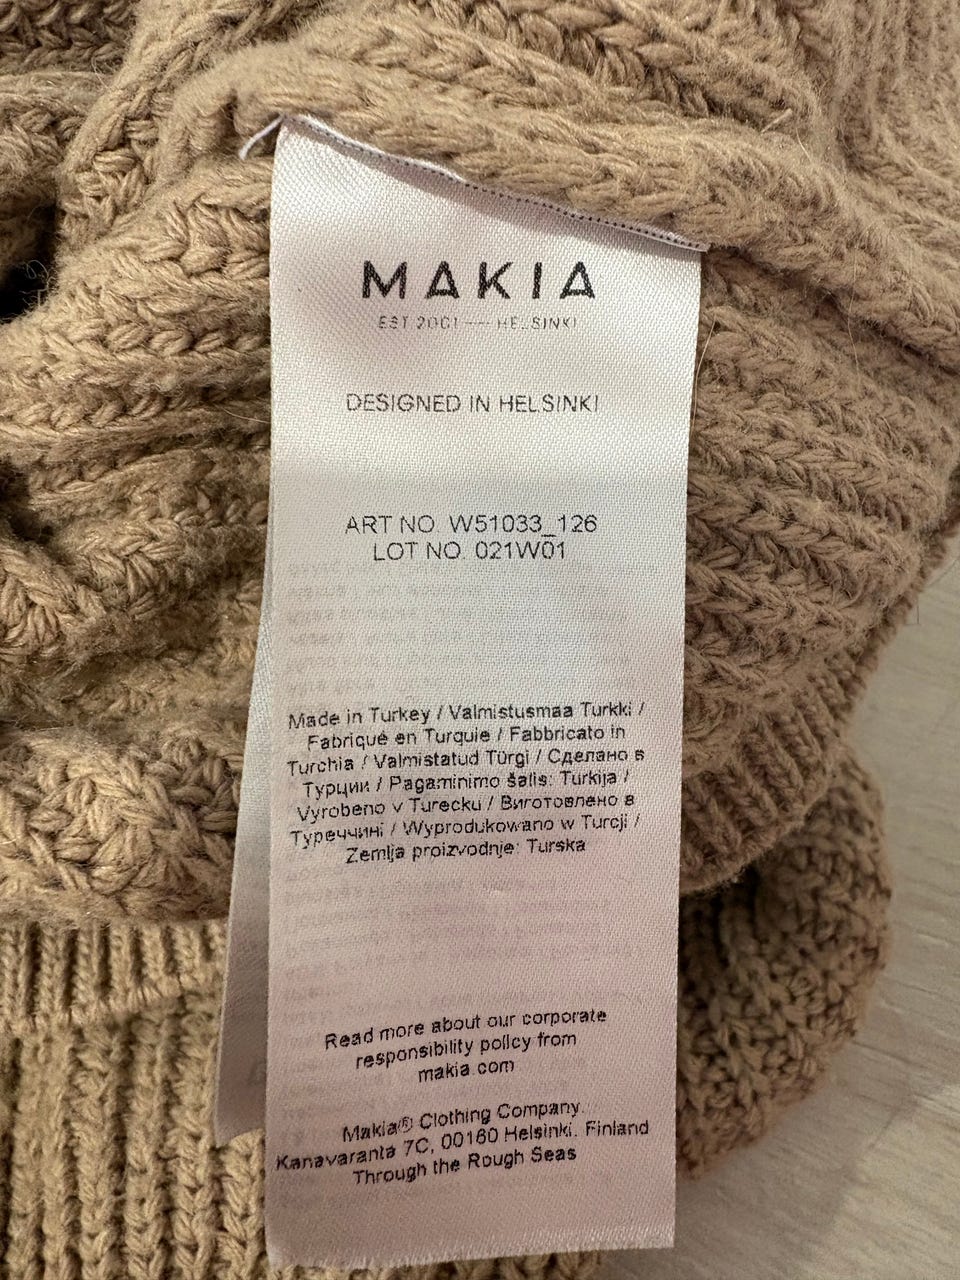 MAKIA
EST 2001 — HELSINKI
DESIGNED IN HELSINKI
ART NO. W51033_126
LOT NO. 021W01
Made in Turkey / Valmistusmaa Turkki /
Fabriqué en Turquie / Fabbricato in
Turchia / Valmistatud Türgi / Сделано в
Турции / Pagaminimo šalis: Turkija /
Vyrobeno v Turecku / Виготовлено в
Туреччині / Wyprodukowano w Turcji /
Zemlja proizvodnje: Turska
Read more about our corporate
responsibility policy from
makia.com
Makia® Clothing Company.
Kanavaranta 7C, 00160 Helsinki. Finland
Through the Rough Seas